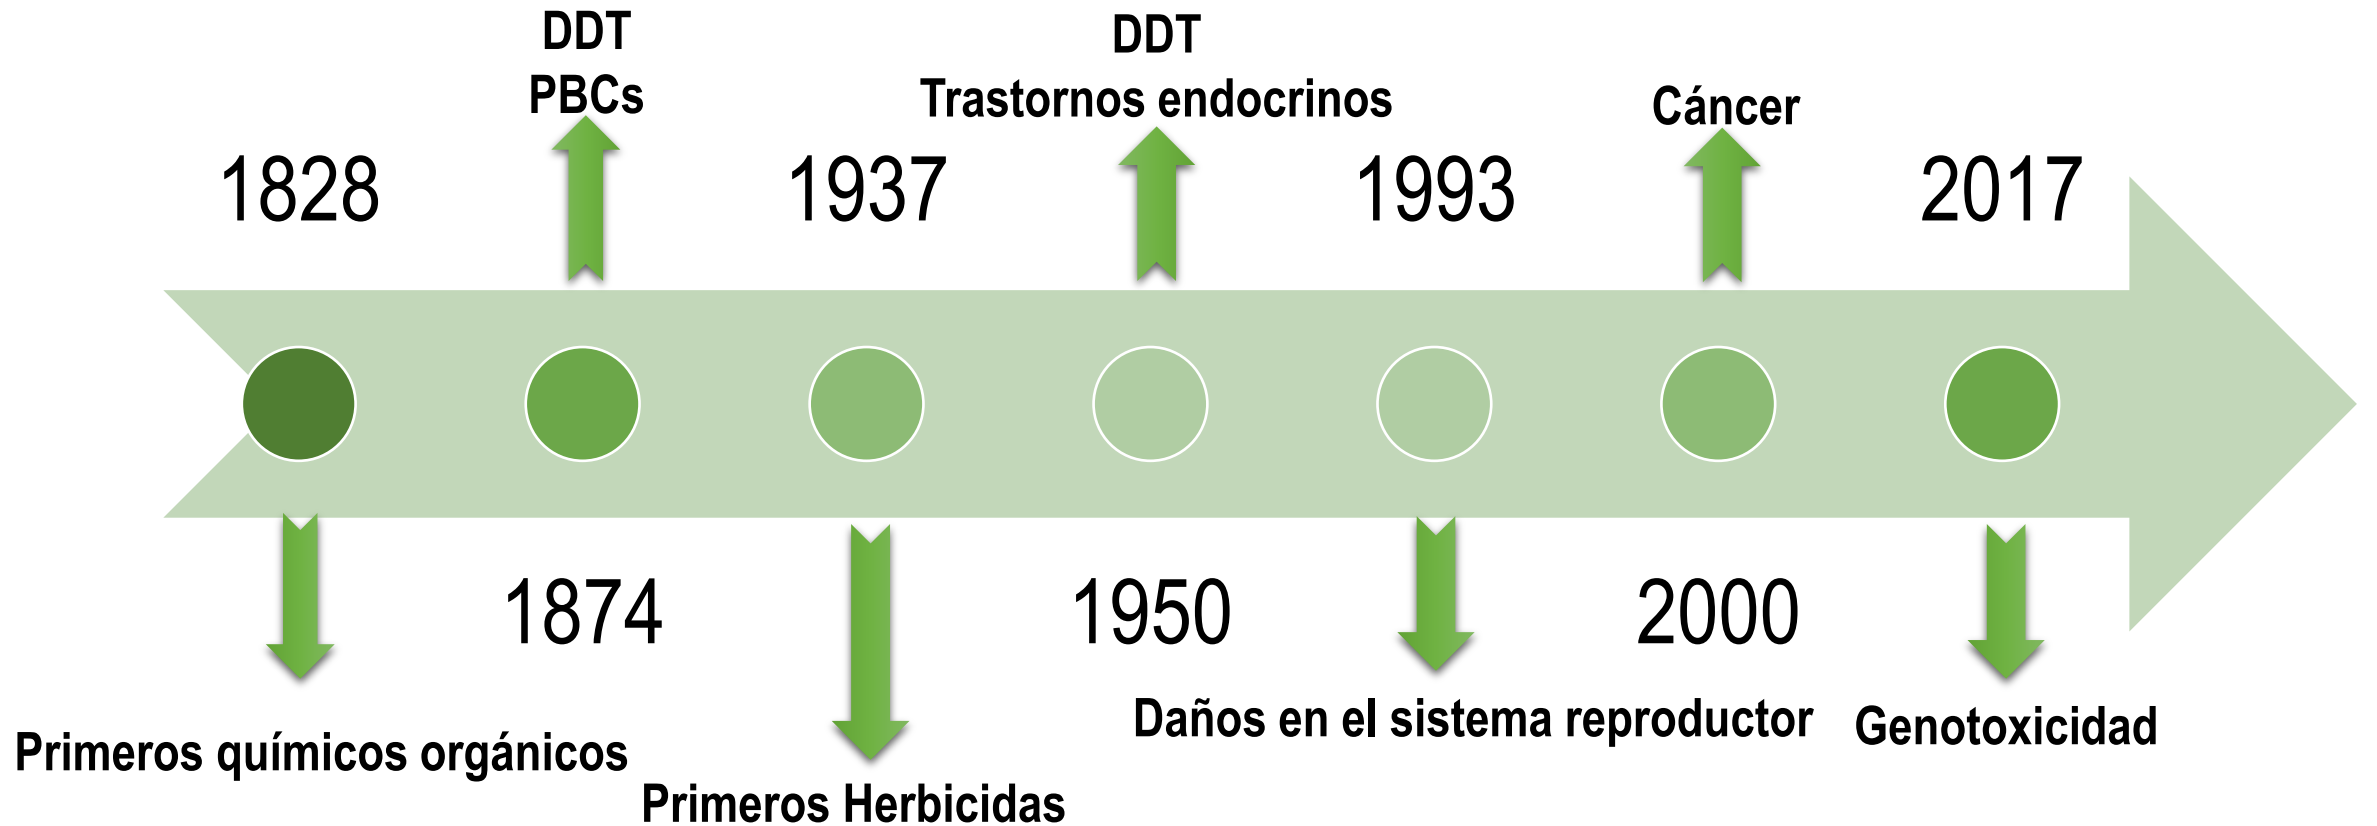 DDT
PBCs
DDT
Trastornos endocrinos
Cáncer
1828
1937
1993
2017
1874
1950
2000
Primeros químicos orgánicos
Primeros Herbicidas
Daños en el sistema reproductor
Genotoxicidad